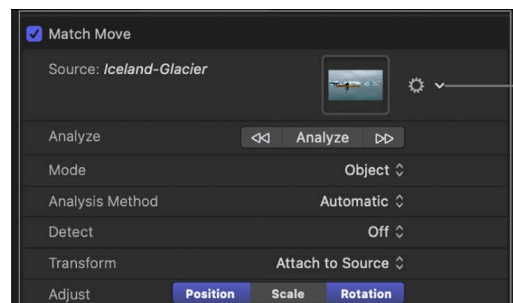 Match Move
Source: Iceland-Glacier
Analyze Analyze
Mode Object
Analysis Method Automatic
Detect Off
Transform Attach to Source
Adjust Position Scale Rotation